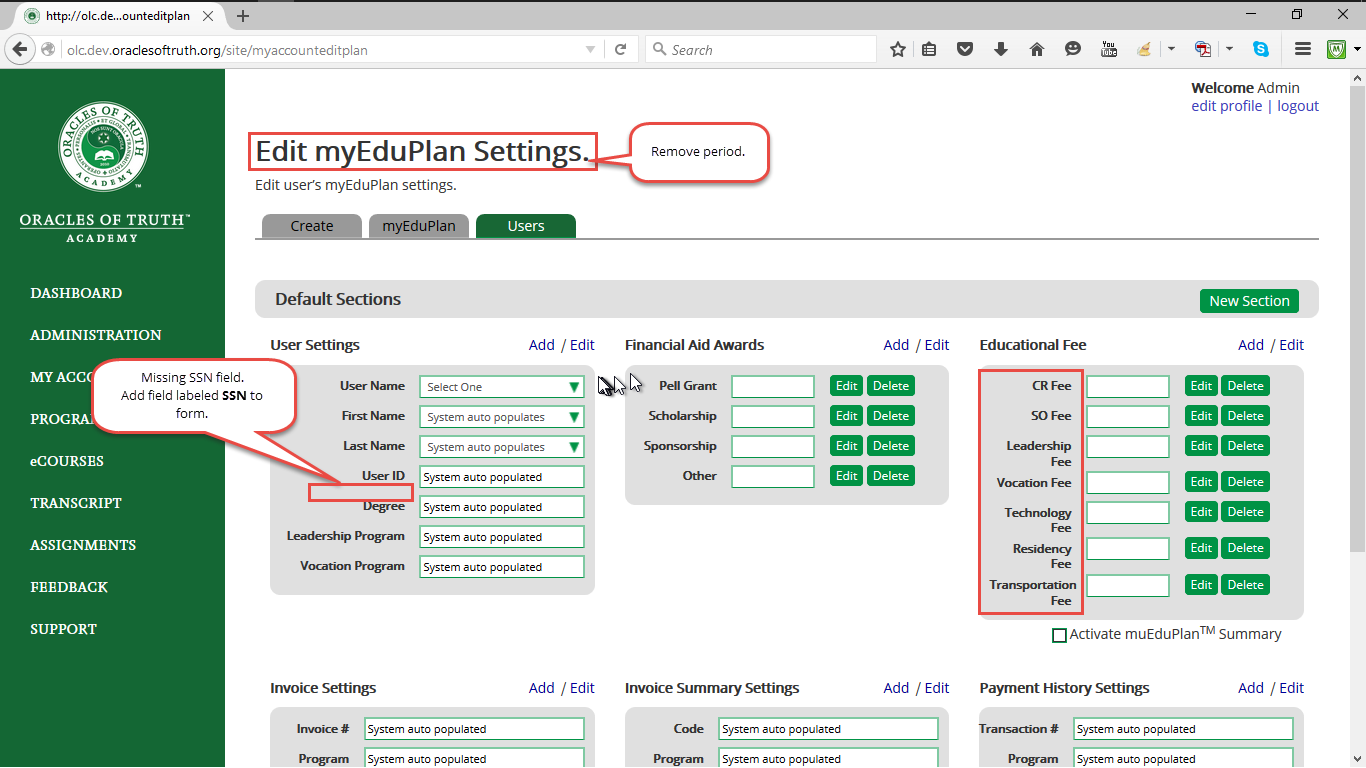 http://olc.de...ounteditplan
olc.dev.oraclesoftruth.org/site/myaccounteditplan
Search
You
Tube
Welcome Admin
edit profile | logout
ORACLES OF TRUTH™
ACADEMY
DASHBOARD
ADMINISTRATION
MY ACCO
PROGRA
eCOURSES
TRANSCRIPT
ASSIGNMENTS
FEEDBACK
SUPPORT
Edit myEduPlan Settings.
Remove period.
Edit user's myEduPlan settings.
Create
myEduPlan
Users
Default Sections
New Section
User Settings
Add / Edit
Missing SSN field.
Add field labeled SSN to
form.
User Name
Select One
First Name
System auto populates
Last Name
System auto populates
User ID
System auto populated
Degree
System auto populated
Leadership Program
System auto populated
Vocation Program
System auto populated
Financial Aid Awards
Add / Edit
Pell Grant
Edit
Delete
Scholarship
Edit
Delete
Sponsorship
Edit
Delete
Other
Edit
Delete
Educational Fee
Add / Edit
CR Fee
Edit
Delete
SO Fee
Edit
Delete
Leadership
Fee
Edit
Delete
Vocation Fee
Edit
Delete
Technology
Fee
Edit
Delete
Residency
Fee
Edit
Delete
Transportation
Fee
Edit
Delete
Activate muEduPlan™ Summary
Invoice Settings
Add / Edit
Invoice #
System auto populated
Program
System auto populated
Invoice Summary Settings
Add / Edit
Code
System auto populated
Program
System auto populated
Payment History Settings
Add / Edit
Transaction #
System auto populated
Program
System auto populated